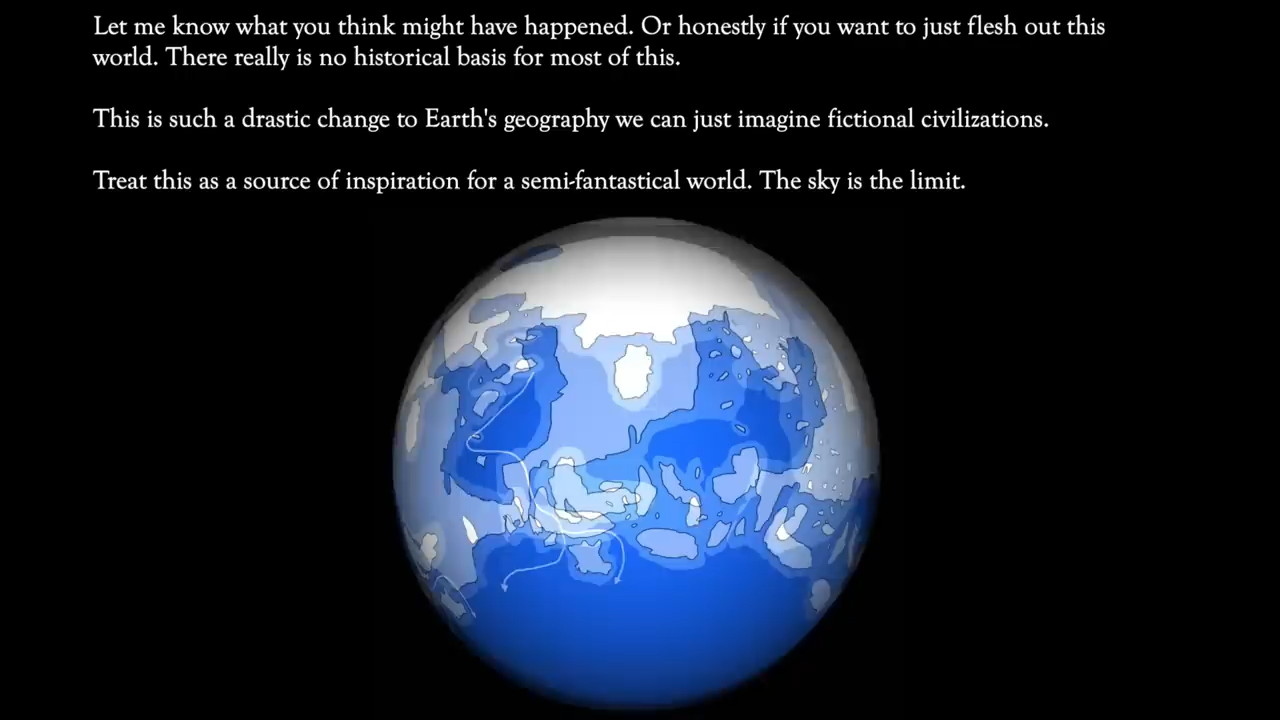 Let me know what you think might have happened. Or honestly if you want to just flesh out this
world. There really is no historical basis for most of this.
This is such a drastic change to Earth's geography we can just imagine fictional civilizations.
Treat this as a source of inspiration for a semi-fantastical world. The sky is the limit.